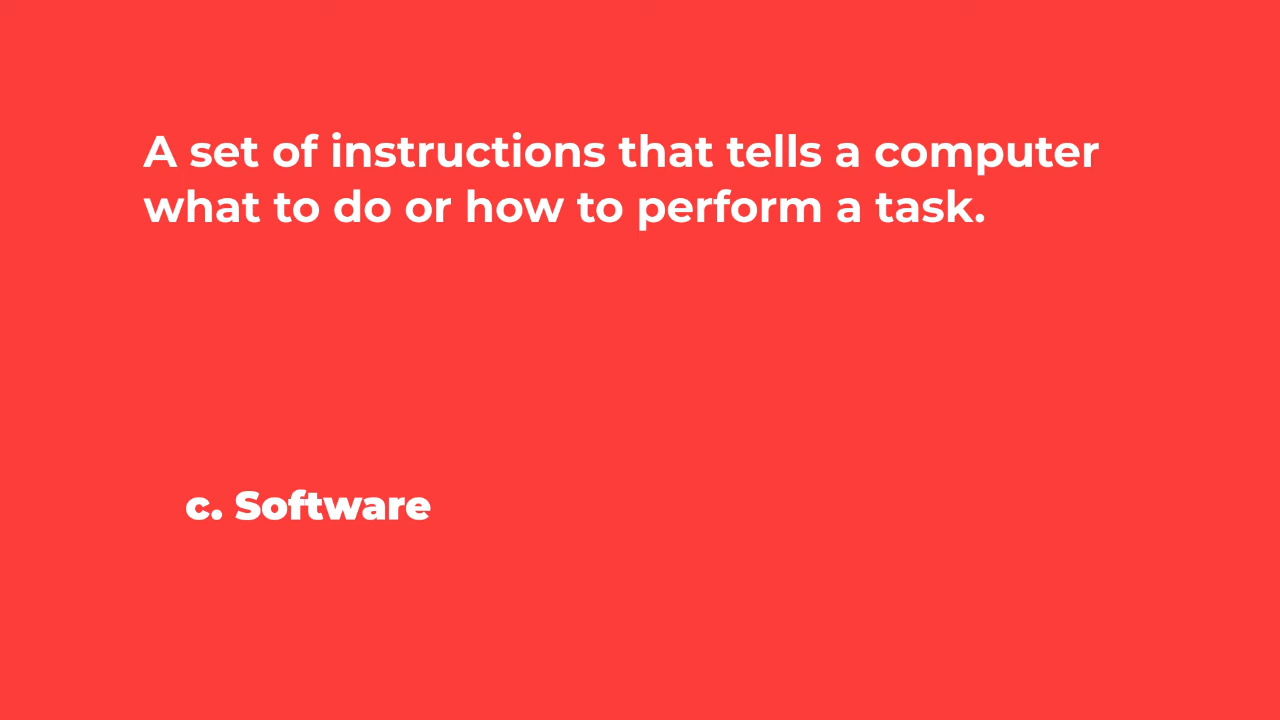 A set of instructions that tells a computer
what to do or how to perform a task.
c. Software